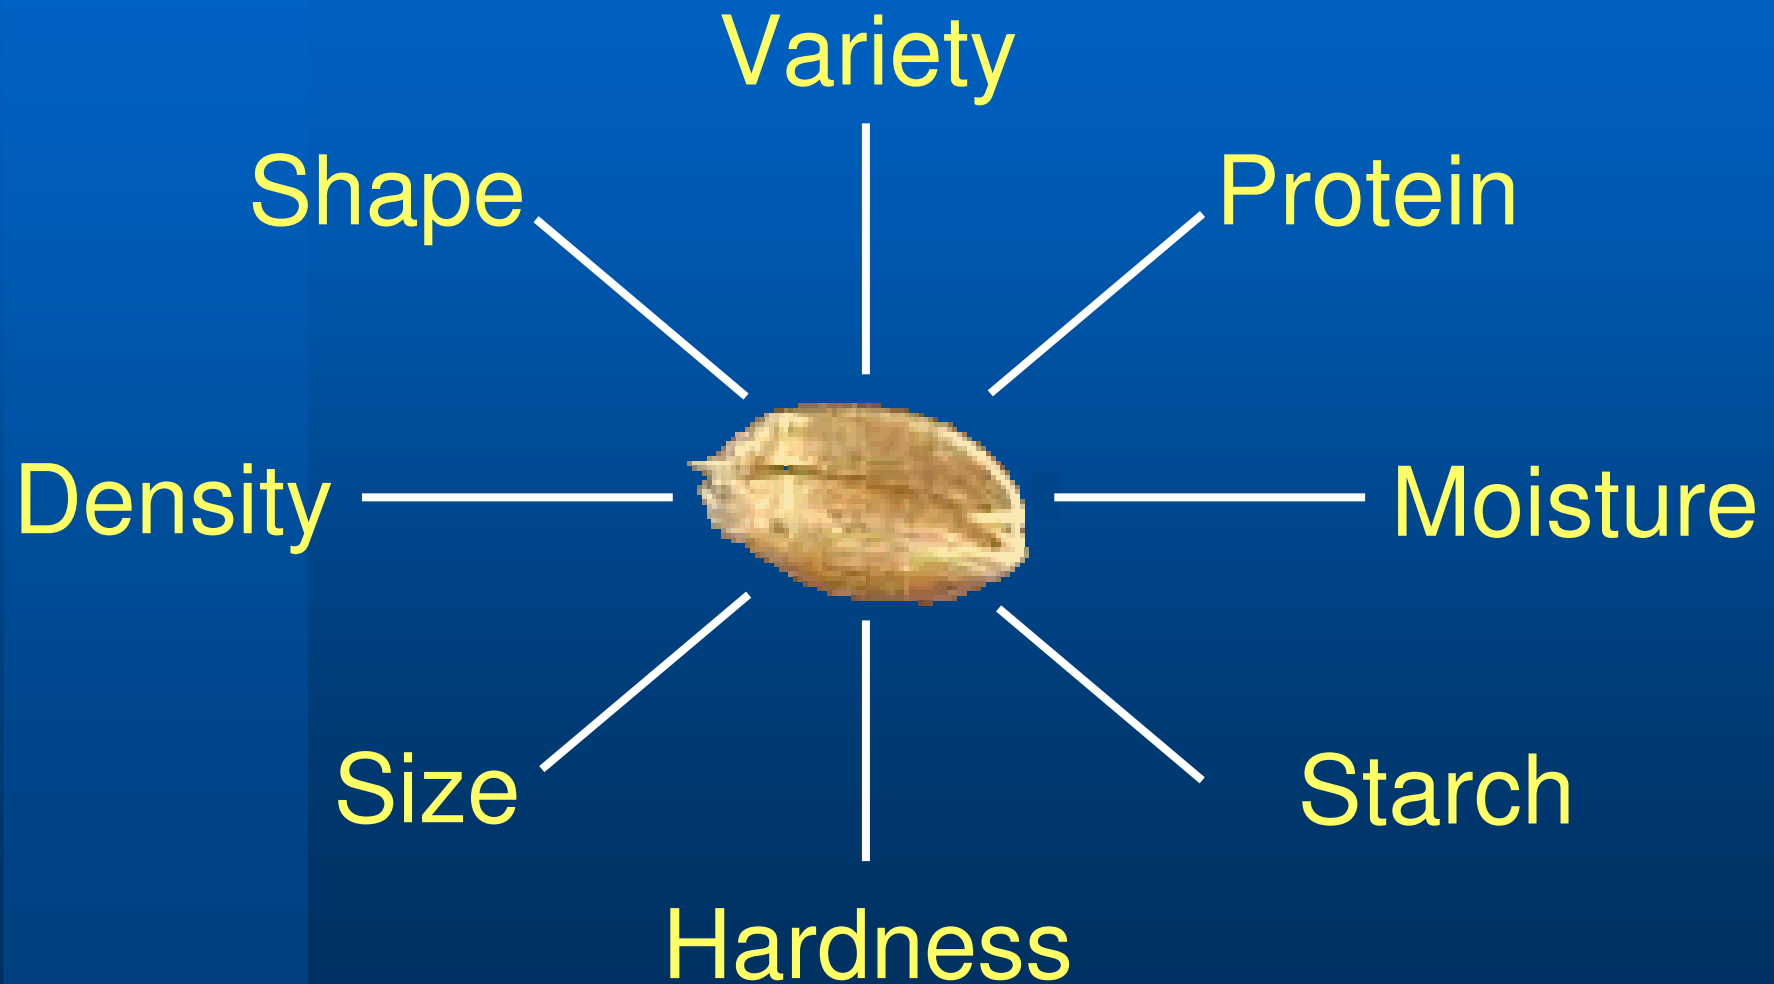 Variety
Shape
Protein
Density
Moisture
Size
Starch
Hardness